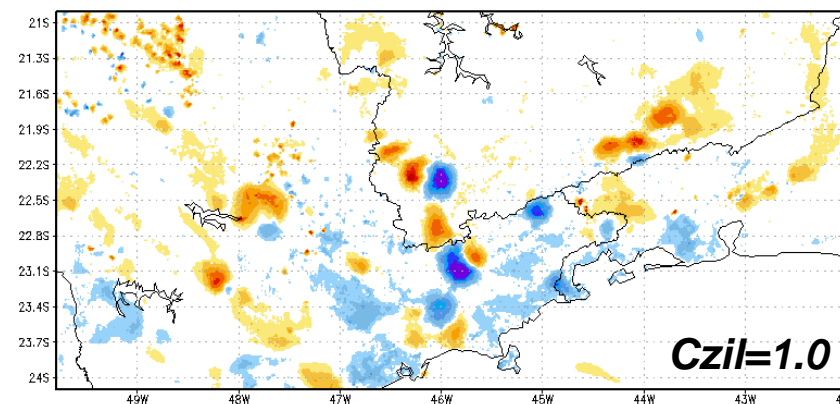 21S
21.3S
21.6S
21.9S
22.2S
22.5S
22.8S
23.1S
23.4S
23.7S
24S
Czil=1.0
49W 48W 47W 46W 45W 44W 43W